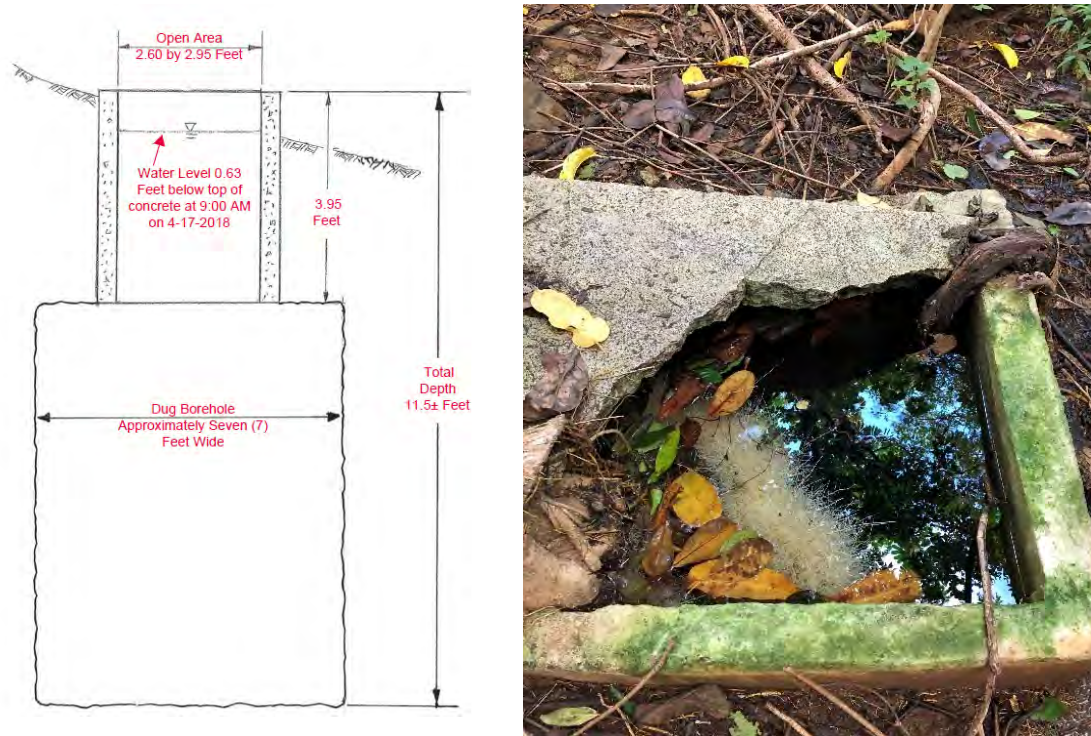 Open Area
2.60 by 2.95 Feet
Water Level 0.63
Feet below top of
concrete at 9:00 AM
on 4-17-2018
3.95
Feet
Total
Depth
11.5± Feet
Dug Borehole
Approximately Seven (7)
Feet Wide